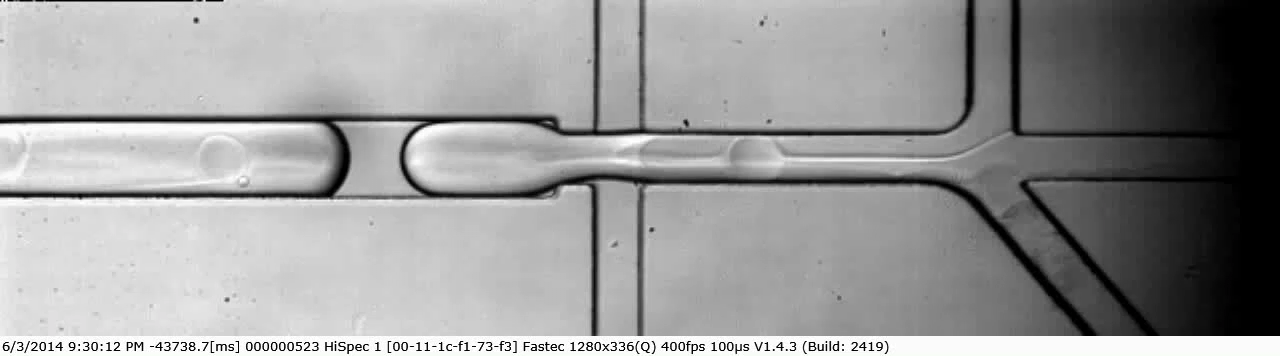 6/3/2014 9:30:12 PM -43738.7[ms] 000000523 HiSpec 1 [00-11-1c-f1-73-f3] Fastec 1280x336(Q) 400fps 100µs V1.4.3 (Build: 2419)